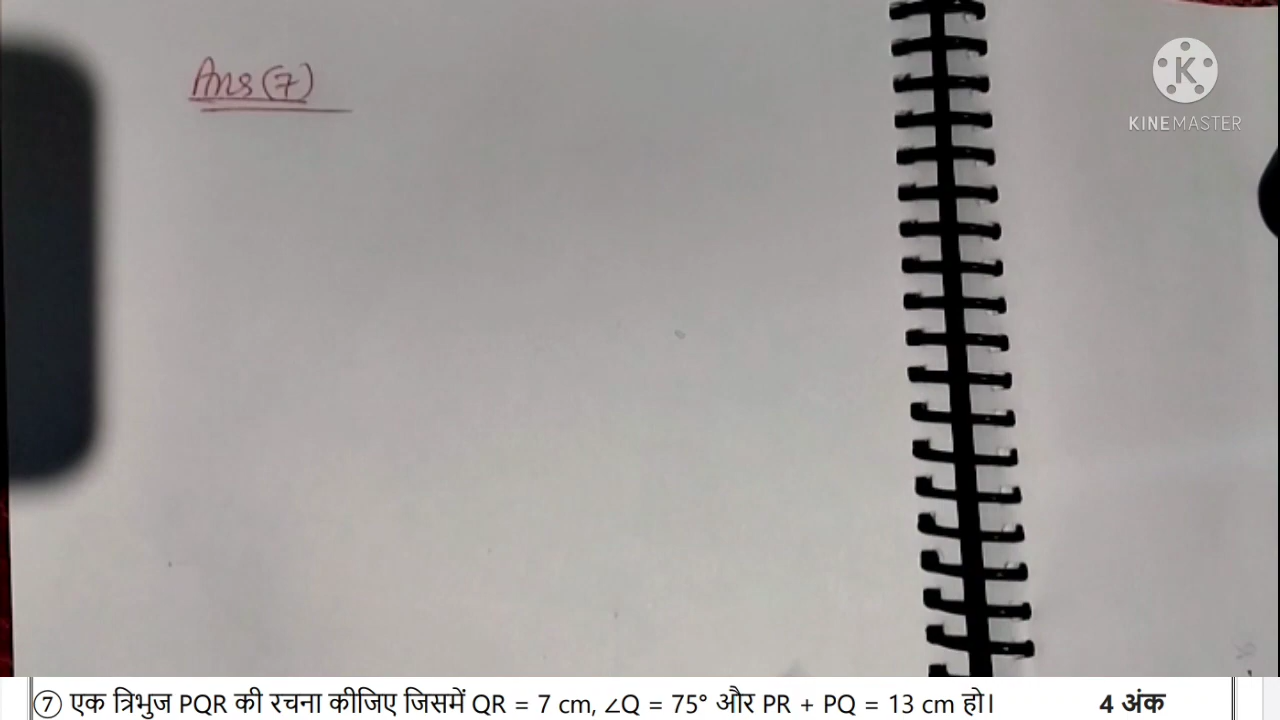 Ans (7)
KINEMASTER
⑦ एक त्रिभुज PQR की रचना कीजिए जिसमें QR = 7 cm, ∠Q = 75° और PR + PQ = 13 cm हो। 4 अंक